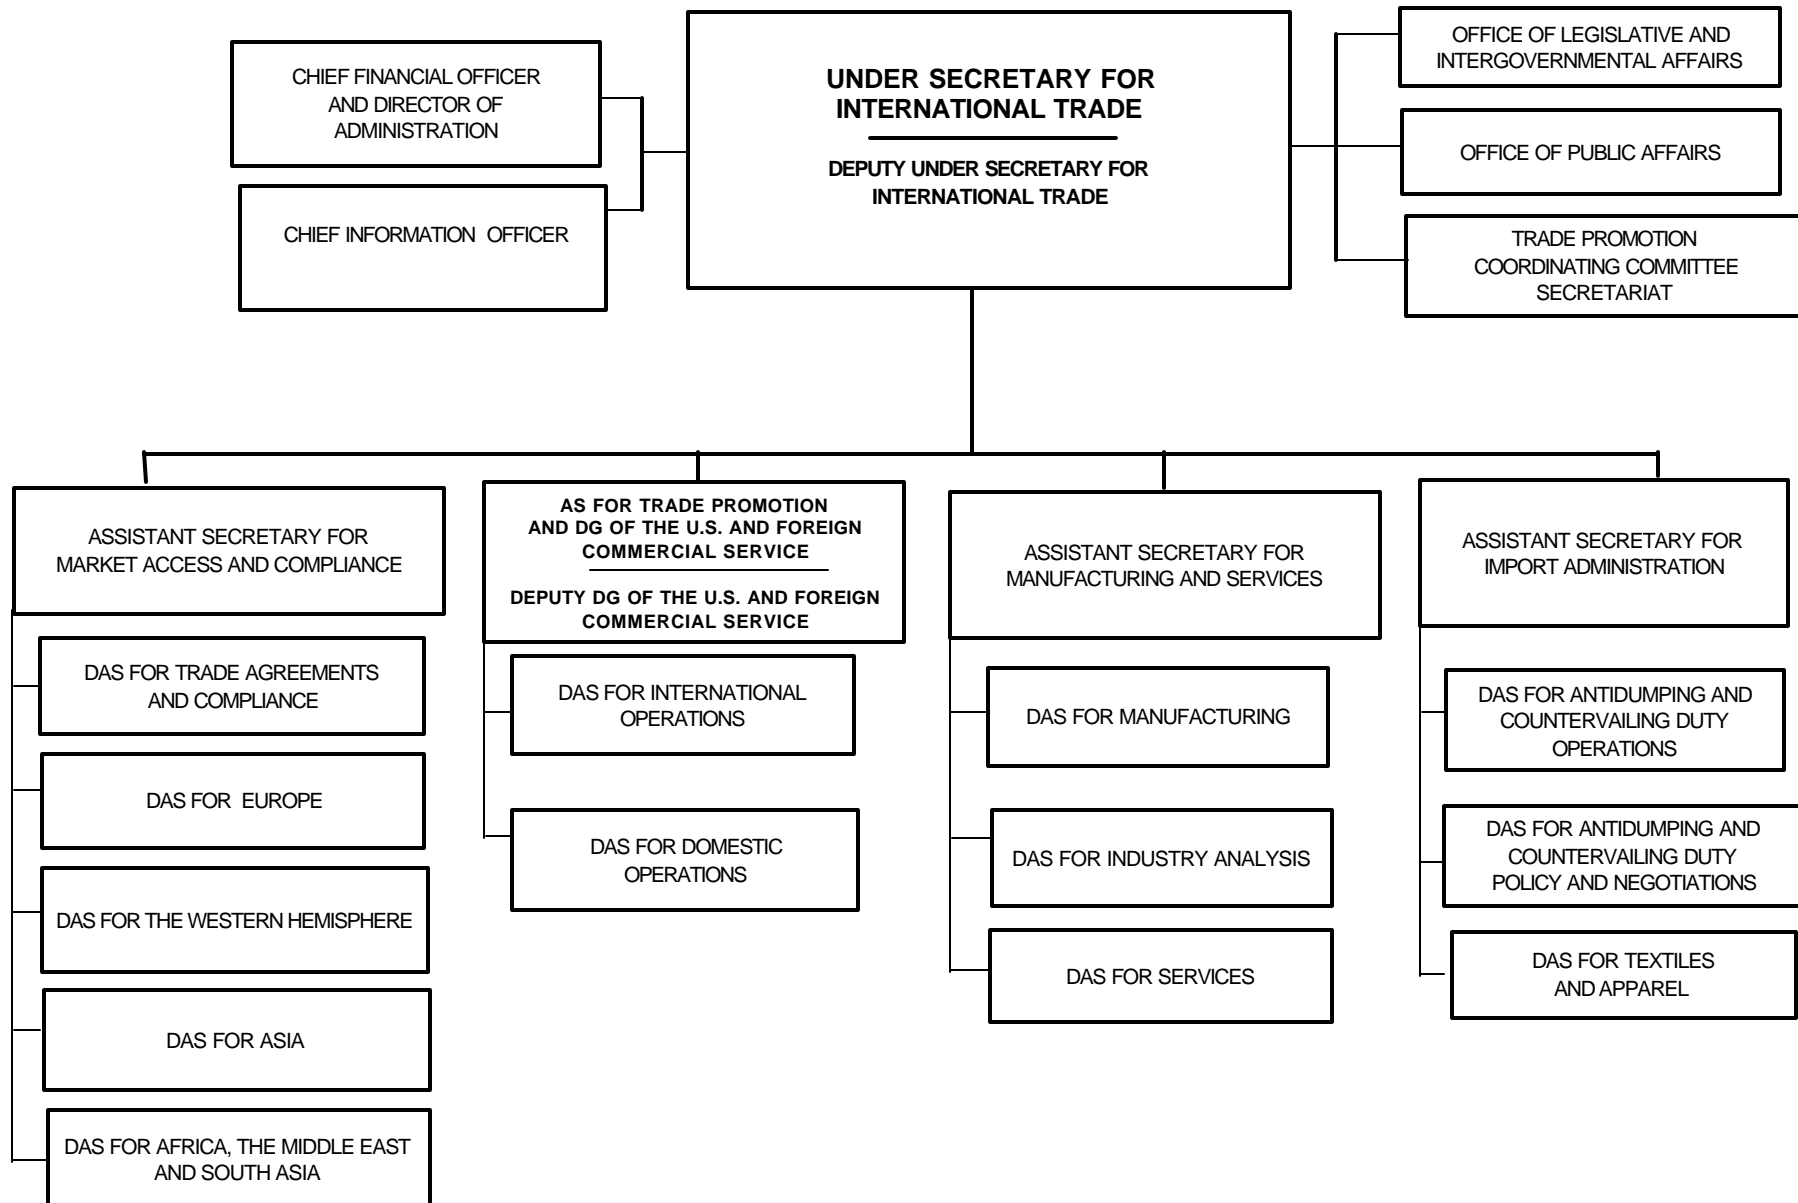 CHIEF FINANCIAL OFFICER
AND DIRECTOR OF
ADMINISTRATION
CHIEF INFORMATION OFFICER
UNDER SECRETARY FOR
INTERNATIONAL TRADE
DEPUTY UNDER SECRETARY FOR
INTERNATIONAL TRADE
OFFICE OF LEGISLATIVE AND
INTERGOVERNMENTAL AFFAIRS
OFFICE OF PUBLIC AFFAIRS
TRADE PROMOTION
COORDINATING COMMITTEE
SECRETARIAT
ASSISTANT SECRETARY FOR
MARKET ACCESS AND COMPLIANCE
DAS FOR TRADE AGREEMENTS
AND COMPLIANCE
DAS FOR EUROPE
DAS FOR THE WESTERN HEMISPHERE
DAS FOR ASIA
DAS FOR AFRICA, THE MIDDLE EAST
AND SOUTH ASIA
AS FOR TRADE PROMOTION
AND DG OF THE U.S. AND FOREIGN
COMMERCIAL SERVICE
DEPUTY DG OF THE U.S. AND FOREIGN
COMMERCIAL SERVICE
DAS FOR INTERNATIONAL
OPERATIONS
DAS FOR DOMESTIC
OPERATIONS
ASSISTANT SECRETARY FOR
MANUFACTURING AND SERVICES
DAS FOR MANUFACTURING
DAS FOR INDUSTRY ANALYSIS
DAS FOR SERVICES
ASSISTANT SECRETARY FOR
IMPORT ADMINISTRATION
DAS FOR ANTIDUMPING AND
COUNTERVAILING DUTY
OPERATIONS
DAS FOR ANTIDUMPING AND
COUNTERVAILING DUTY
POLICY AND NEGOTIATIONS
DAS FOR TEXTILES
AND APPAREL